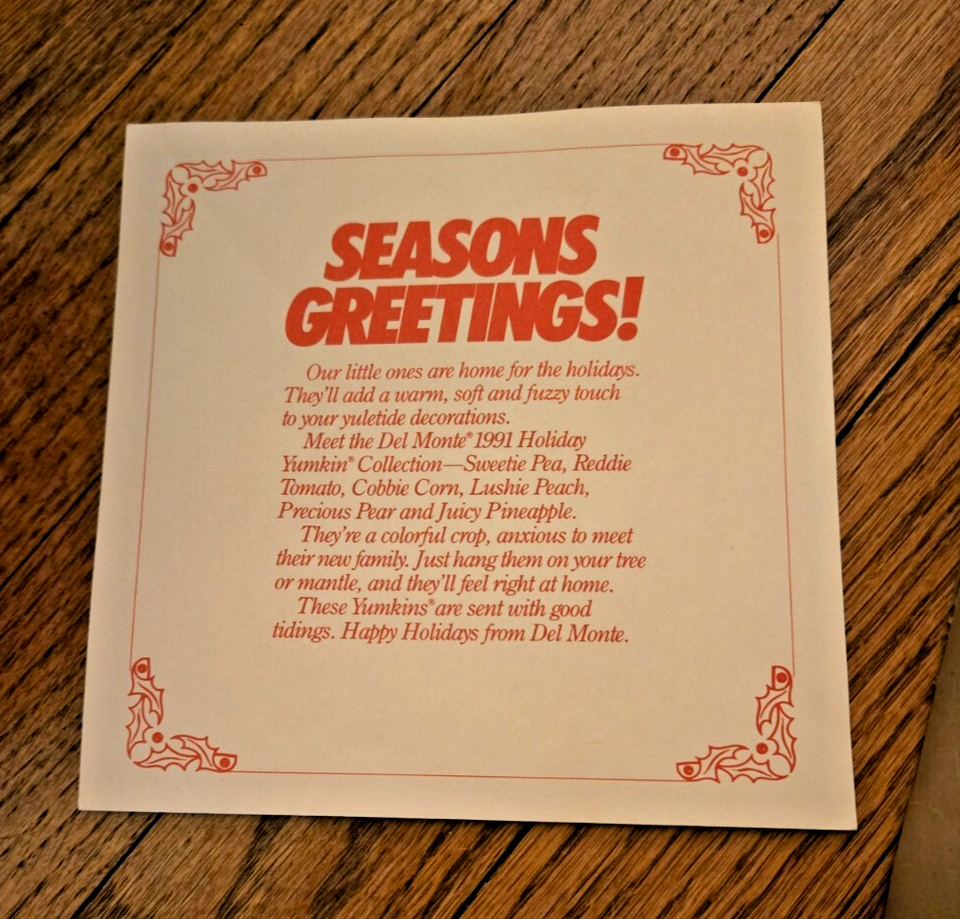 SEASONS
GREETINGS!
Our little ones are home for the holidays.
They'll add a warm, soft and fuzzy touch
to your yuletide decorations.
Meet the Del Monte® 1991 Holiday
Yumkin® Collection—Sweetie Pea, Reddie
Tomato, Cobbie Corn, Lushie Peach,
Precious Pear and Juicy Pineapple.
They're a colorful crop, anxious to meet
their new family. Just hang them on your tree
or mantle, and they'll feel right at home.
These Yumkins® are sent with good
tidings. Happy Holidays from Del Monte.